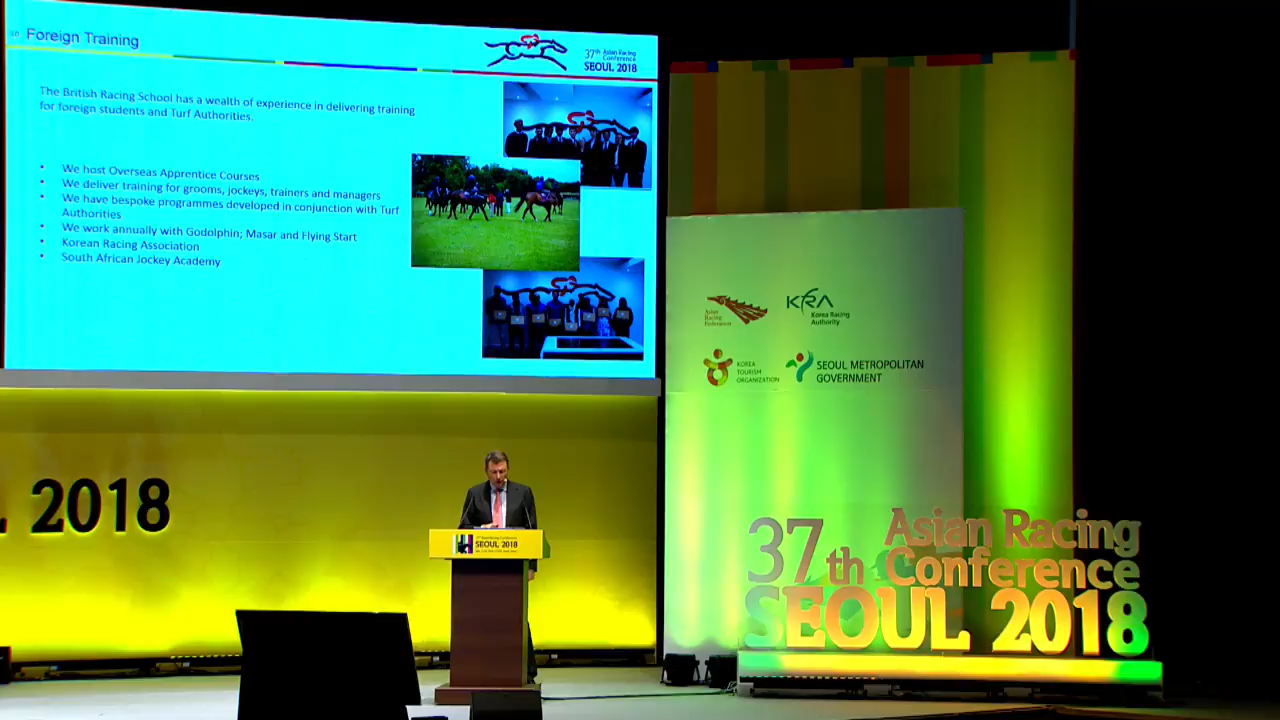 10 Foreign Training
37th Asian Racing
Conference
SEOUL 2018
The British Racing School has a wealth of experience in delivering training
for foreign students and Turf Authorities.
• We host Overseas Apprentice Courses
• We deliver training for grooms, jockeys, trainers and managers
• We have bespoke programmes developed in conjunction with Turf
Authorities
• We work annually with Godolphin; Masar and Flying Start
• Korean Racing Association
• South African Jockey Academy
Asian
Racing
Federation
KRA
Korea Racing
Authority
KOREA
TOURISM
ORGANIZATION
SEOUL METROPOLITAN
GOVERNMENT
2018
SEOUL 2018
37th Asian Racing
Conference
SEOUL 2018